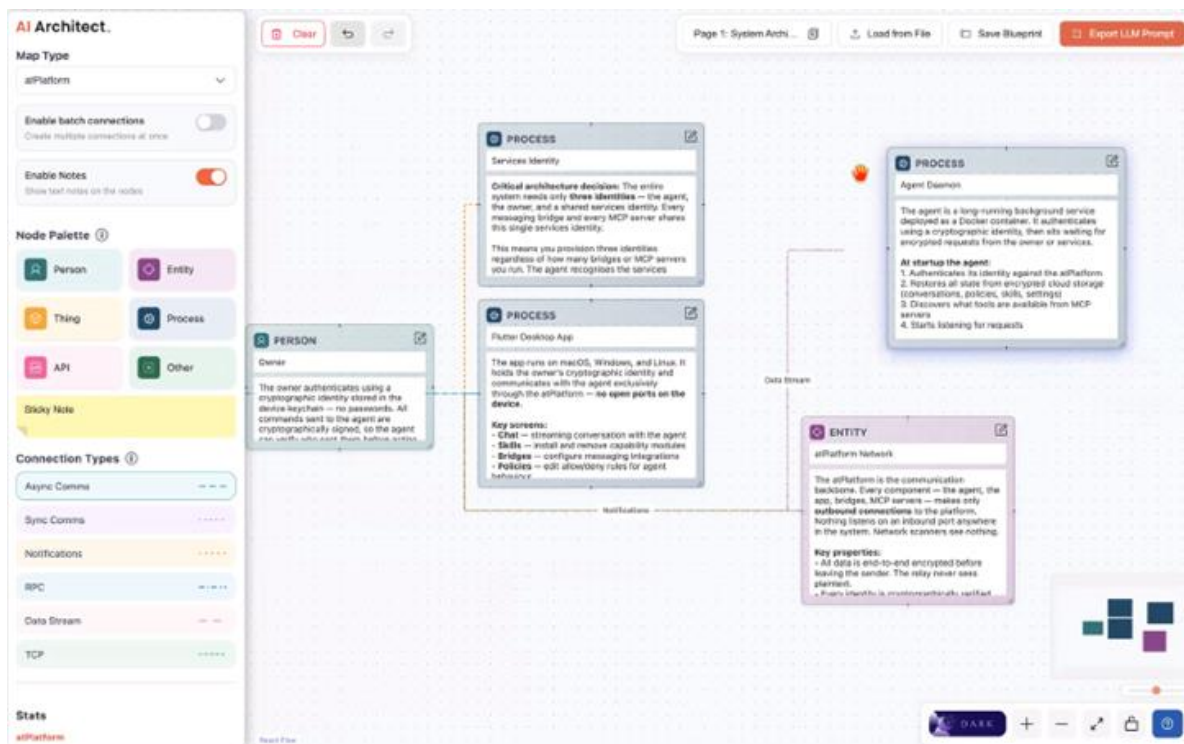 AI Architect.
Map Type
atPlatform
Enable batch connections
Create multiple connections at once
Enable Notes
Show text notes on the nodes
Node Palette
Person
Entity
Thing
Process
API
Other
Sticky Note
Connection Types
Async Comms
Sync Comms
Notifications
RPC
Data Stream
TCP
Stats
atPlatform
Clear
Page 1: System Archi...
Load from File
Save Blueprint
Export LLM Prompt
PERSON
Owner
The owner authenticates using a
cryptographic identity stored in the
device keychain — no passwords. All
commands sent to the agent are
cryptographically signed, so the agent
can verify who sent them before acting
PROCESS
Services Identity
Critical architecture decision: The entire
system needs only three identities — the agent,
the owner, and a shared services identity. Every
messaging bridge and every MCP server shares
this single services identity.
This means you provision three identities
regardless of how many bridges or MCP servers
you run. The agent recognises the services
PROCESS
Flutter Desktop App
The app runs on macOS, Windows, and Linux. It
holds the owner's cryptographic identity and
communicates with the agent exclusively
through the atPlatform — no open ports on the
device.
Key screens:
- Chat — streaming conversation with the agent
- Skills — install and remove capability modules
- Bridges — configure messaging integrations
- Policies — edit allow/deny rules for agent
behaviour
Notifications
Data Stream
PROCESS
Agent Daemon
The agent is a long-running background service
deployed as a Docker container. It authenticates
using a cryptographic identity, then sits waiting for
encrypted requests from the owner or services.
At startup the agent:
1. Authenticates its identity against the atPlatform
2. Restores all state from encrypted cloud storage
(conversations, policies, skills, settings)
3. Discovers what tools are available from MCP
servers
4. Starts listening for requests
ENTITY
atPlatform Network
The atPlatform is the communication
backbone. Every component — the agent, the
app, bridges, MCP servers — makes only
outbound connections to the platform.
Nothing listens on an inbound port anywhere
in the system. Network scanners see nothing.
Key properties:
- All data is end-to-end encrypted before
leaving the sender. The relay never sees
plaintext.
- Every identity is cryptographically verified
DARK
React Flow